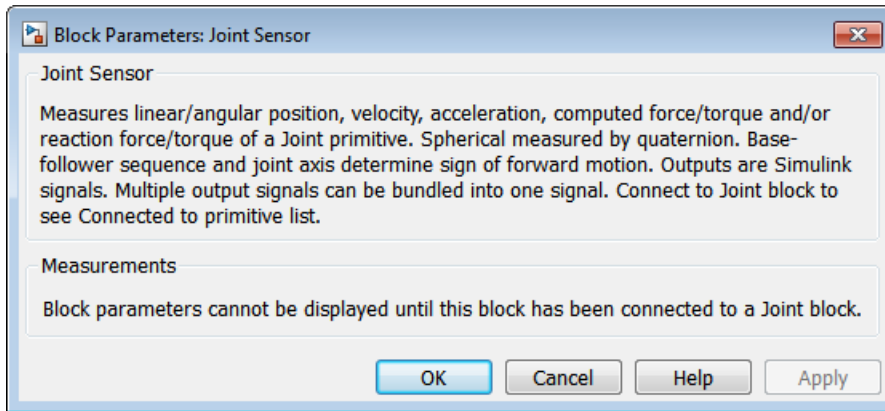 Block Parameters: Joint Sensor
Joint Sensor
Measures linear/angular position, velocity, acceleration, computed force/torque and/or
reaction force/torque of a Joint primitive. Spherical measured by quaternion. Base-
follower sequence and joint axis determine sign of forward motion. Outputs are Simulink
signals. Multiple output signals can be bundled into one signal. Connect to Joint block to
see Connected to primitive list.
Measurements
Block parameters cannot be displayed until this block has been connected to a Joint block.
OK Cancel Help Apply